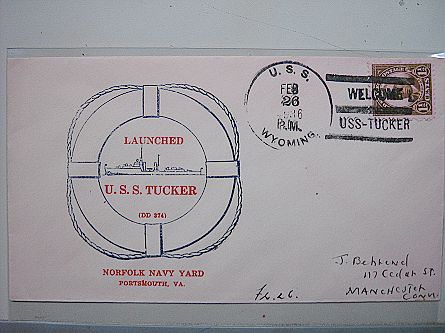 U. S. S.
FEB
26
1936
P.M.
WYOMING.
WELCOME
USS-TUCKER
LAUNCHED
U. S. S. TUCKER
(DD 374)
NORFOLK NAVY YARD
PORTSMOUTH, VA.
J. Behrend
117 Cedar St.
MANCHESTER
Conn.